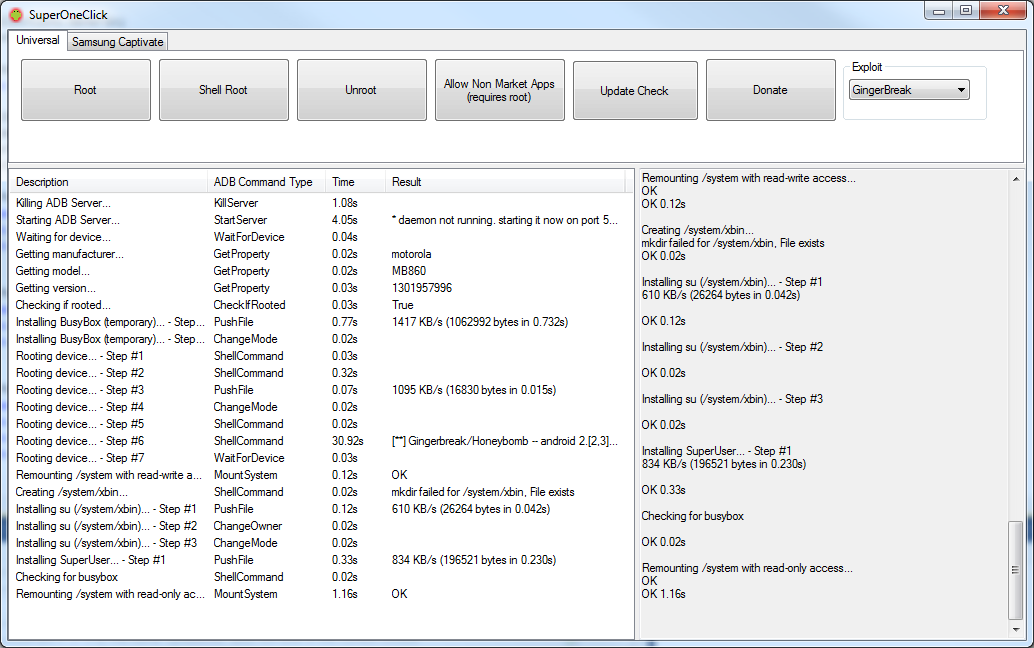 SuperOneClick
Universal
Samsung Captivate
Root
Shell Root
Unroot
Allow Non Market Apps
(requires root)
Update Check
Donate
Exploit
GingerBreak
Description ADB Command Type Time Result
Killing ADB Server... KillServer 1.08s
Starting ADB Server... StartServer 4.05s * daemon not running. starting it now on port 5...
Waiting for device... WaitForDevice 0.04s
Getting manufacturer... GetProperty 0.02s motorola
Getting model... GetProperty 0.02s MB860
Getting version... GetProperty 0.03s 1301957996
Checking if rooted... CheckIfRooted 0.03s True
Installing BusyBox (temporary)... - Step... PushFile 0.77s 1417 KB/s (1062992 bytes in 0.732s)
Installing BusyBox (temporary)... - Step... ChangeMode 0.02s
Rooting device... - Step #1 ShellCommand 0.03s
Rooting device... - Step #2 ShellCommand 0.32s
Rooting device... - Step #3 PushFile 0.07s 1095 KB/s (16830 bytes in 0.015s)
Rooting device... - Step #4 ChangeMode 0.02s
Rooting device... - Step #5 ShellCommand 0.02s
Rooting device... - Step #6 ShellCommand 30.92s [**] Gingerbreak/Honeybomb -- android 2.[2,3]...
Rooting device... - Step #7 WaitForDevice 0.03s
Remounting /system with read-write a... MountSystem 0.12s OK
Creating /system/xbin... ShellCommand 0.02s mkdir failed for /system/xbin, File exists
Installing su (/system/xbin)... - Step #1 PushFile 0.12s 610 KB/s (26264 bytes in 0.042s)
Installing su (/system/xbin)... - Step #2 ChangeOwner 0.02s
Installing su (/system/xbin)... - Step #3 ChangeMode 0.02s
Installing SuperUser... - Step #1 PushFile 0.33s 834 KB/s (196521 bytes in 0.230s)
Checking for busybox ShellCommand 0.02s
Remounting /system with read-only ac... MountSystem 1.16s OK
Remounting /system with read-write access...
OK
OK 0.12s
Creating /system/xbin...
mkdir failed for /system/xbin, File exists
OK 0.02s
Installing su (/system/xbin)... - Step #1
610 KB/s (26264 bytes in 0.042s)
OK 0.12s
Installing su (/system/xbin)... - Step #2
OK 0.02s
Installing su (/system/xbin)... - Step #3
OK 0.02s
Installing SuperUser... - Step #1
834 KB/s (196521 bytes in 0.230s)
OK 0.33s
Checking for busybox
OK 0.02s
Remounting /system with read-only access...
OK
OK 1.16s